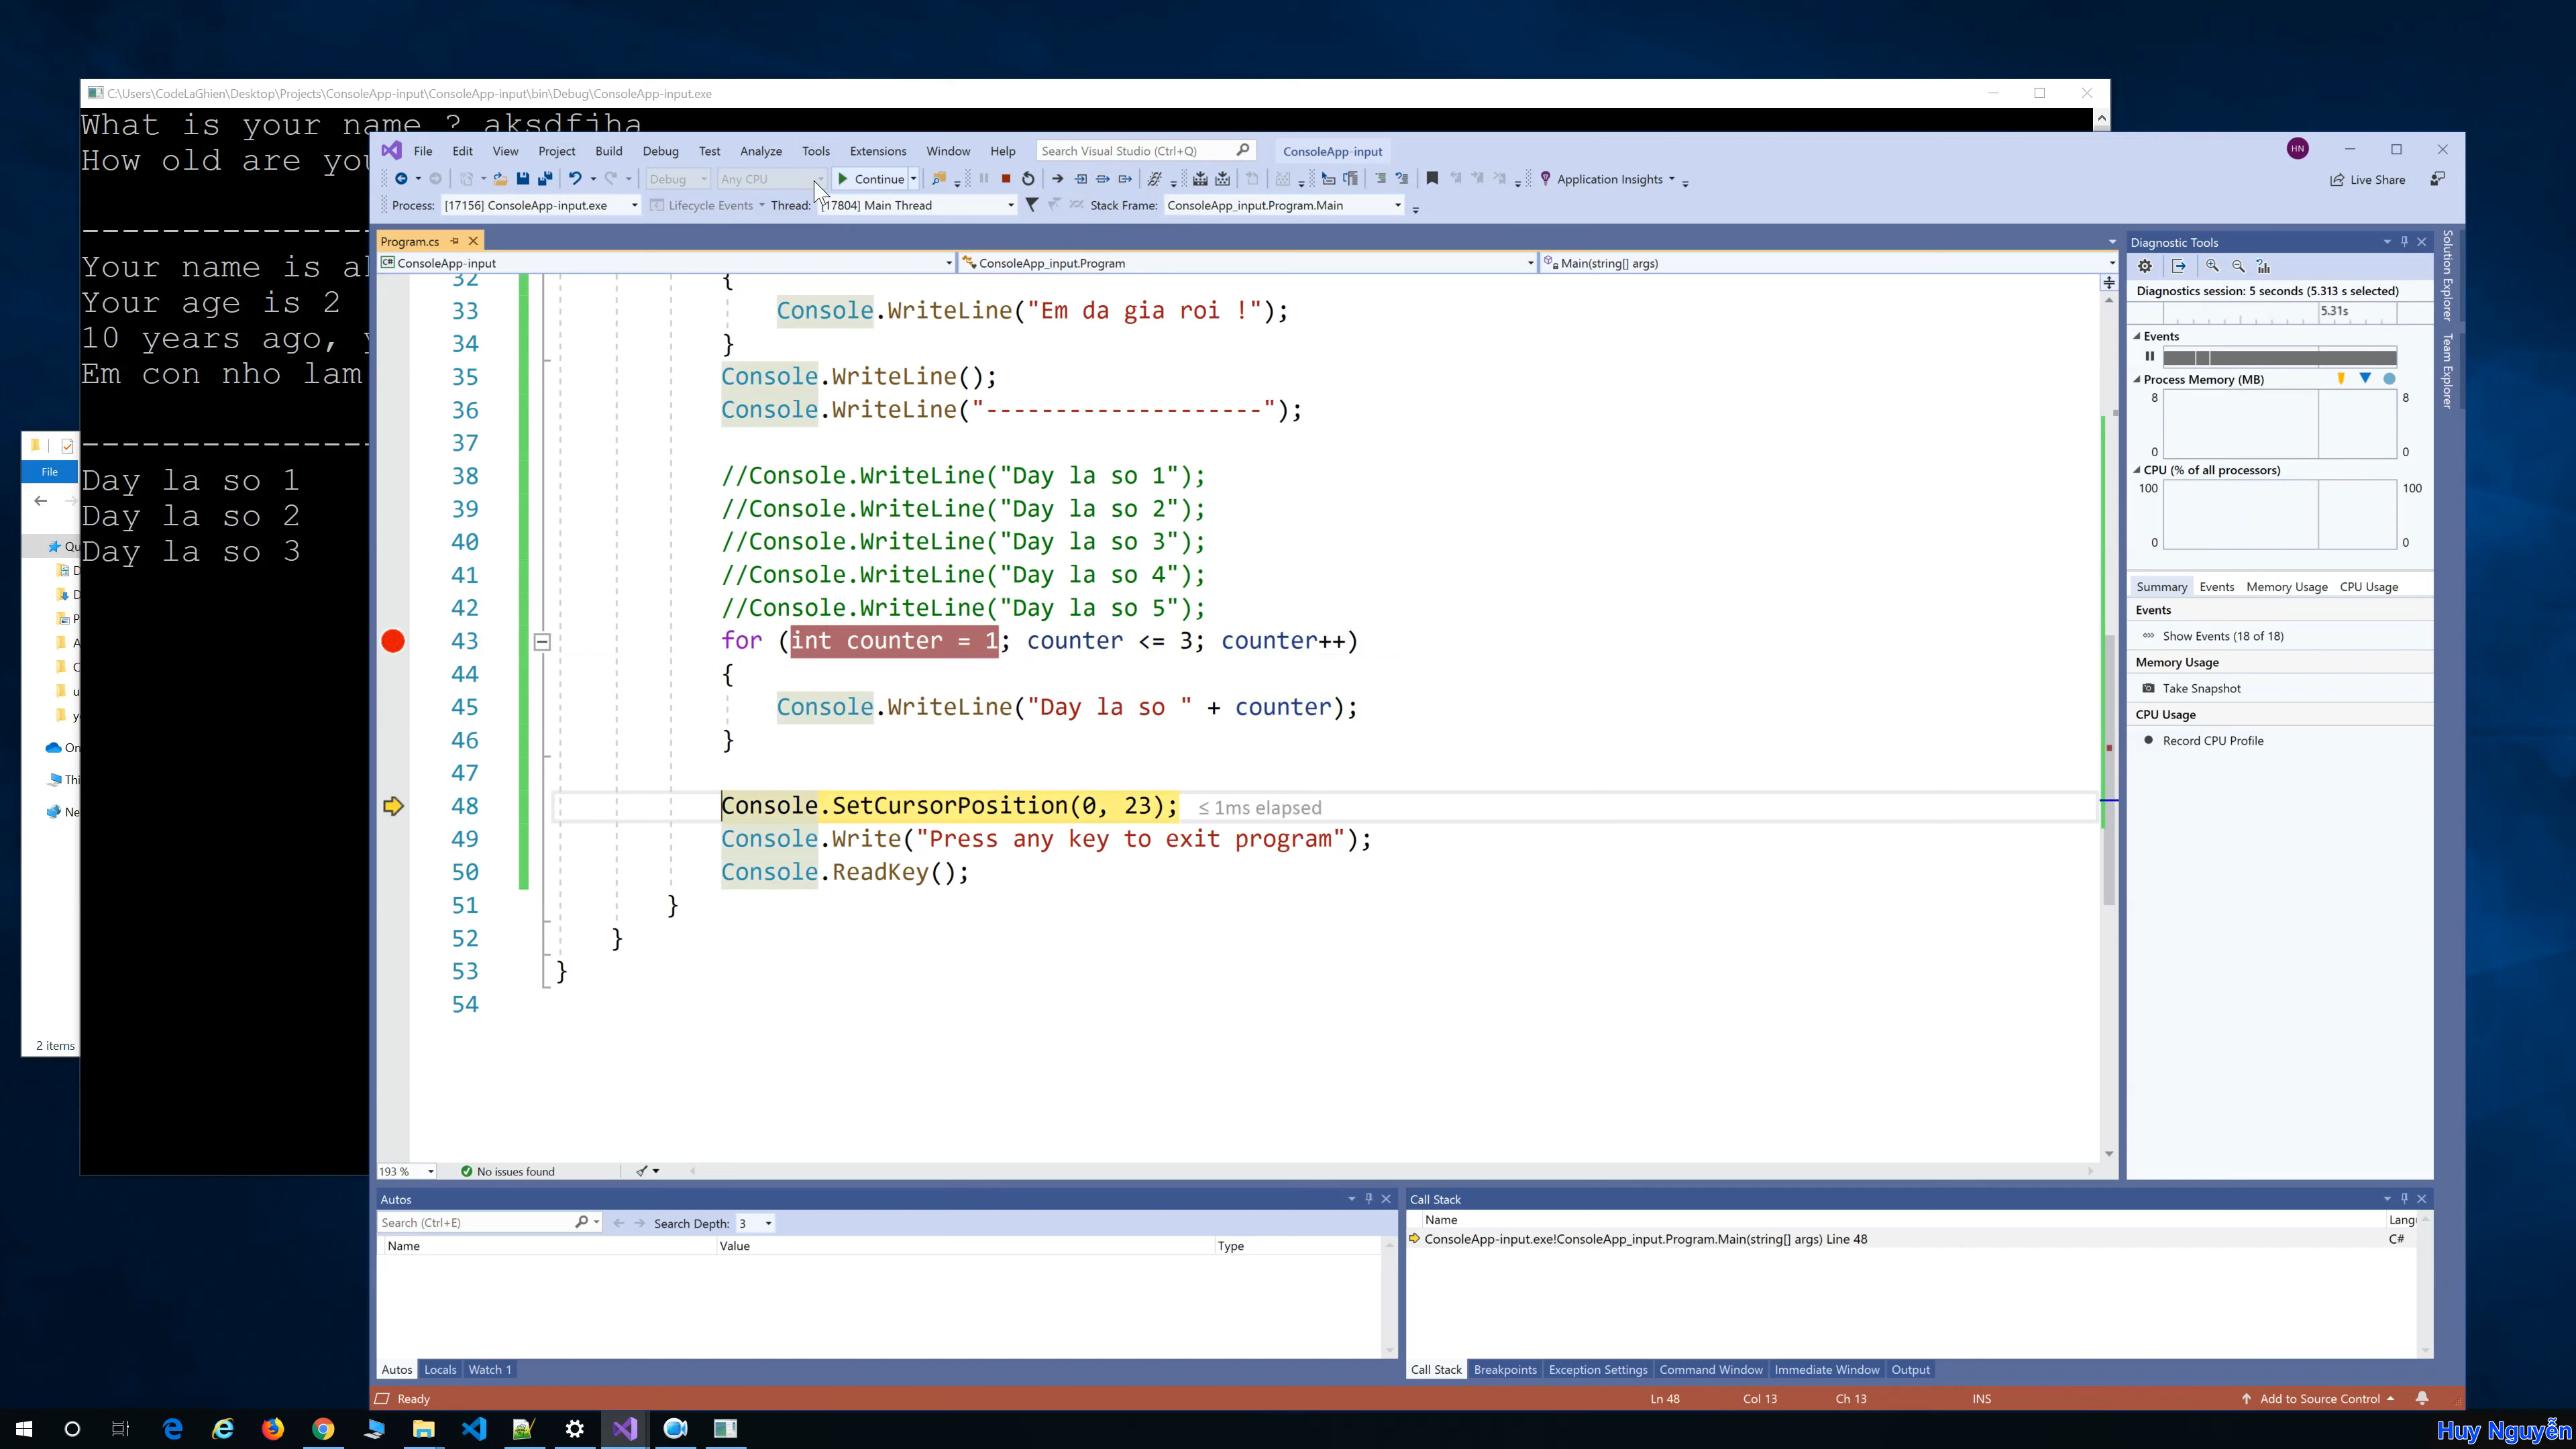 C:\Users\CodeLaGhien\Desktop\Projects\ConsoleApp-input\ConsoleApp-input\bin\Debug\ConsoleApp-input.exe
What is your name ? aksdfjha
How old are you
--------------
Your name is
Your age is 2
10 years ago,
Em con nho lam
--------------
Day la so 1
Day la so 2
Day la so 3
File
2 items
File Edit View Project Build Debug Test Analyze Tools Extensions Window Help Search Visual Studio (Ctrl+Q) ConsoleApp-input HN
Debug Any CPU Continue Application Insights Live Share
Process: [17156] ConsoleApp-input.exe Lifecycle Events Thread: [17804] Main Thread Stack Frame: ConsoleApp_input.Program.Main
Program.cs
C# ConsoleApp-input ConsoleApp_input.Program Main(string[] args)
32 {
33 Console.WriteLine("Em da gia roi !");
34 }
35 Console.WriteLine();
36 Console.WriteLine("--------------------");
37
38 //Console.WriteLine("Day la so 1");
39 //Console.WriteLine("Day la so 2");
40 //Console.WriteLine("Day la so 3");
41 //Console.WriteLine("Day la so 4");
42 //Console.WriteLine("Day la so 5");
43 for (int counter = 1; counter <= 3; counter++)
44 {
45 Console.WriteLine("Day la so " + counter);
46 }
47
48 Console.SetCursorPosition(0, 23); ≤ 1ms elapsed
49 Console.Write("Press any key to exit program");
50 Console.ReadKey();
51 }
52 }
53 }
54
193 % No issues found
Diagnostic Tools
Diagnostics session: 5 seconds (5.313 s selected)
5.31s
Events
Process Memory (MB)
8 8
0 0
CPU (% of all processors)
100 100
0 0
Summary Events Memory Usage CPU Usage
Events
Show Events (18 of 18)
Memory Usage
Take Snapshot
CPU Usage
Record CPU Profile
Solution Explorer
Team Explorer
Autos
Search (Ctrl+E) Search Depth: 3
Name Value Type
Autos Locals Watch 1
Call Stack
Name Lang
ConsoleApp-input.exe!ConsoleApp_input.Program.Main(string[] args) Line 48 C#
Call Stack Breakpoints Exception Settings Command Window Immediate Window Output
Ready Ln 48 Col 13 Ch 13 INS Add to Source Control
Huy Nguyễn